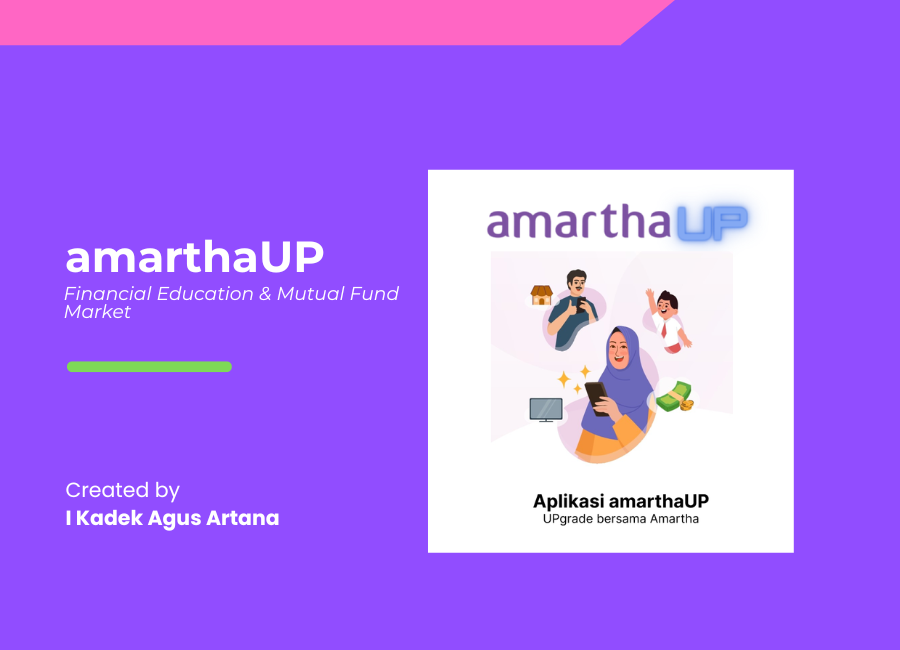 amarthaUP
Financial Education & Mutual Fund
Market
Created by
I Kadek Agus Artana
amarthaUP
Aplikasi amarthaUP
UPgrade bersama Amartha